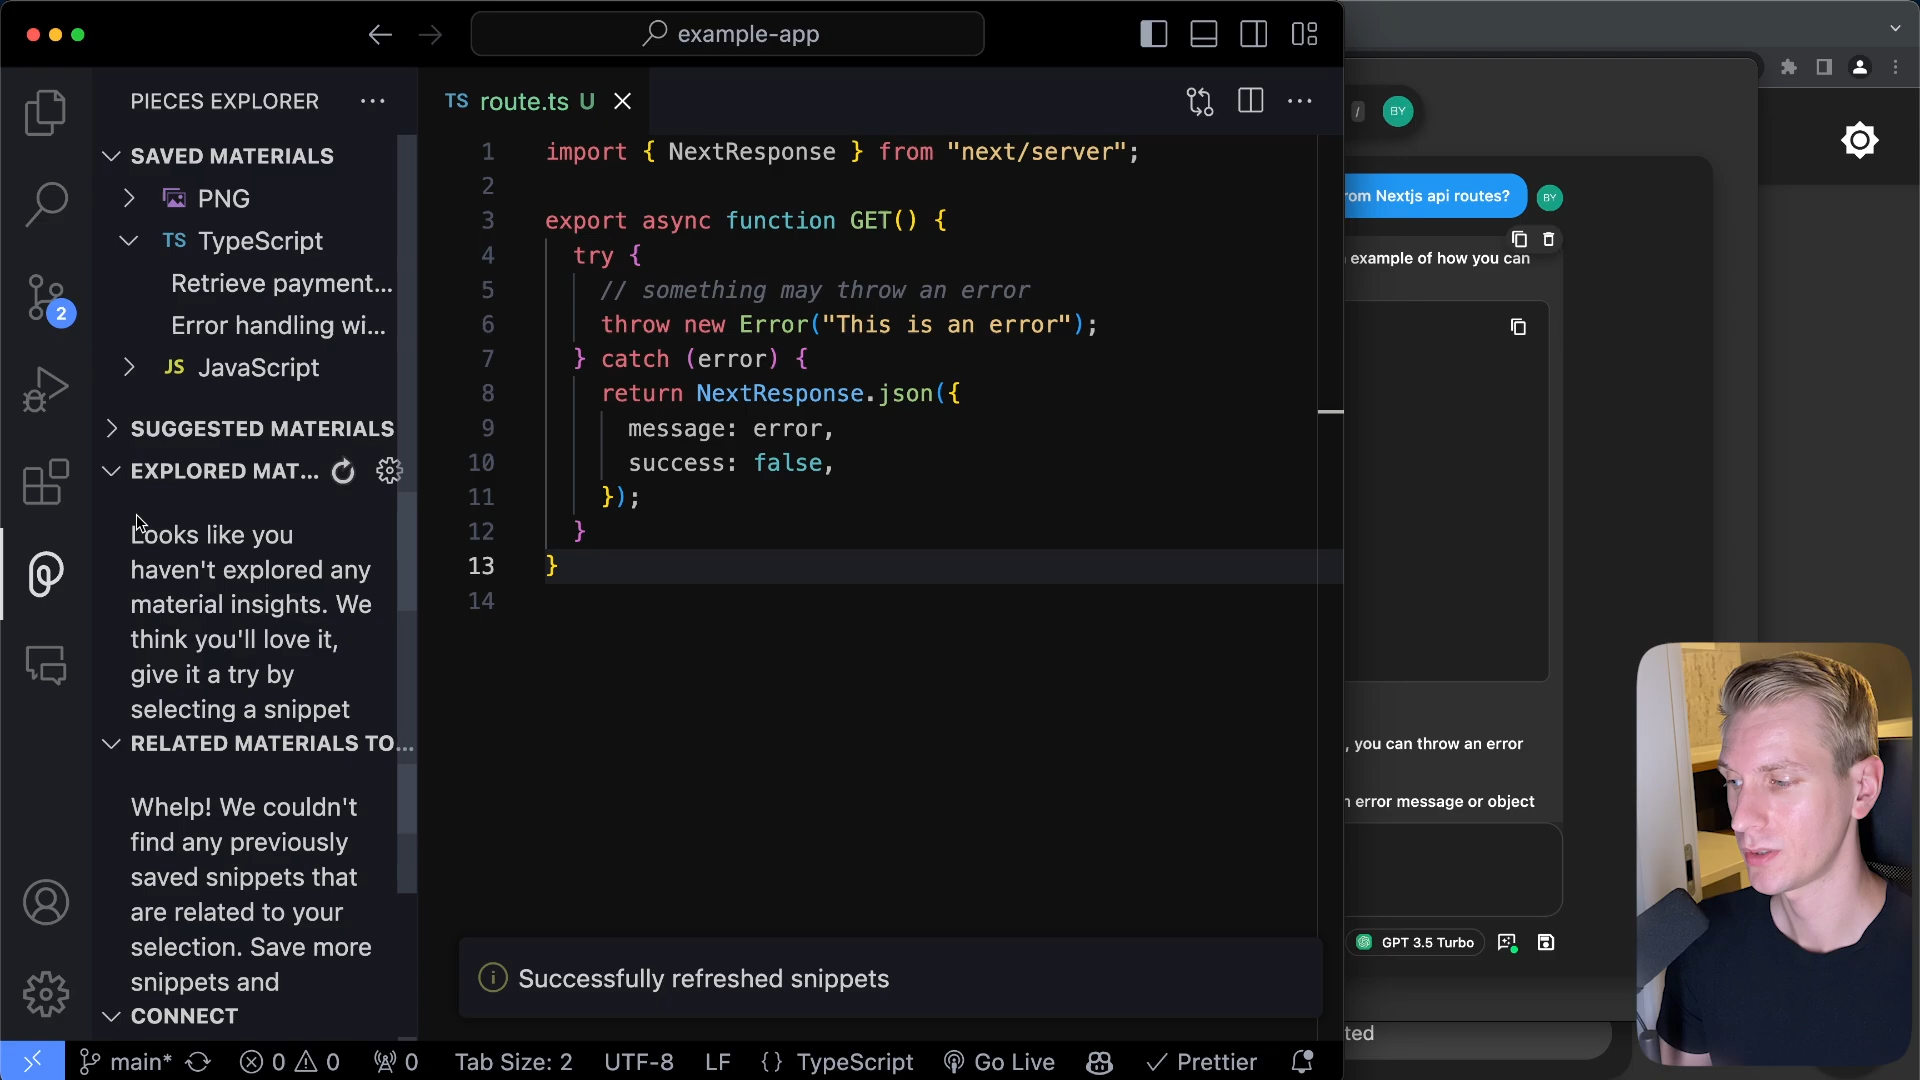 example-app
PIECES EXPLORER
SAVED MATERIALS
PNG
TS TypeScript
Retrieve payment...
Error handling wi...
JS JavaScript
SUGGESTED MATERIALS
EXPLORED MAT...
Looks like you
haven't explored any
material insights. We
think you'll love it,
give it a try by
selecting a snippet
RELATED MATERIALS TO...
Whelp! We couldn't
find any previously
saved snippets that
are related to your
selection. Save more
snippets and
CONNECT
2
TS route.ts U
1 import { NextResponse } from "next/server";
2
3 export async function GET() {
4 try {
5 // something may throw an error
6 throw new Error("This is an error");
7 } catch (error) {
8 return NextResponse.json({
9 message: error,
10 success: false,
11 });
12 }
13 }
14
Successfully refreshed snippets
main* 0 0 0 Tab Size: 2 UTF-8 LF {} TypeScript Go Live Prettier
/ BY
rom Nextjs api routes? BY
example of how you can
, you can throw an error
n error message or object
GPT 3.5 Turbo
ted